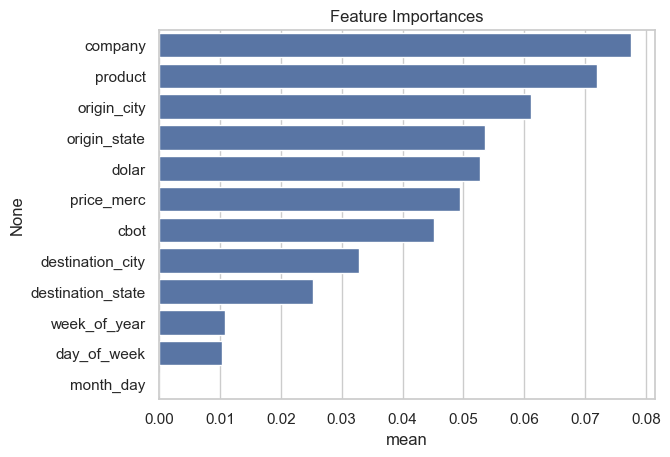 Feature Importances
None
company
product
origin_city
origin_state
dolar
price_merc
cbot
destination_city
destination_state
week_of_year
day_of_week
month_day
0.00 0.01 0.02 0.03 0.04 0.05 0.06 0.07 0.08
mean